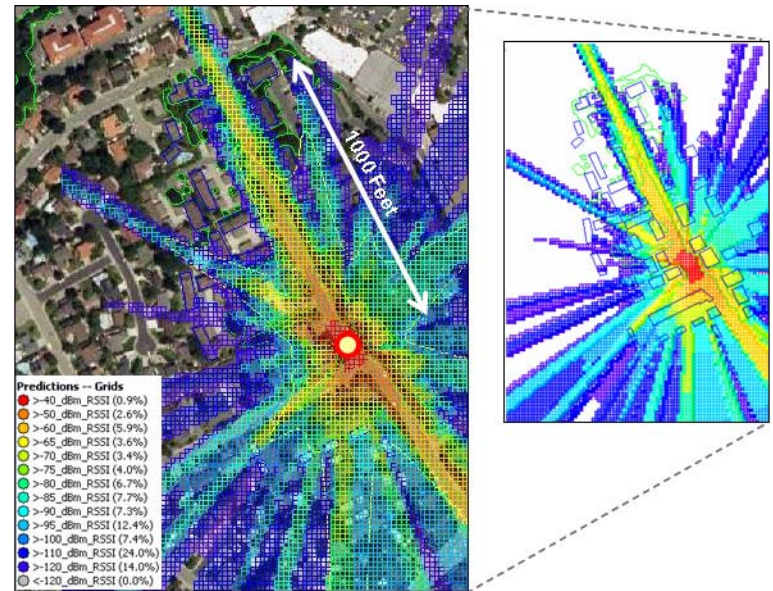 1000 Feet
Predictions -- Grids
>-40_dBm_RSSI (0.9%)
>-50_dBm_RSSI (2.6%)
>-60_dBm_RSSI (5.9%)
>-65_dBm_RSSI (3.6%)
>-70_dBm_RSSI (3.4%)
>-75_dBm_RSSI (4.0%)
>-80_dBm_RSSI (6.7%)
>-85_dBm_RSSI (7.7%)
>-90_dBm_RSSI (7.3%)
>-95_dBm_RSSI (12.4%)
>-100_dBm_RSSI (7.4%)
>-110_dBm_RSSI (24.0%)
>-120_dBm_RSSI (14.0%)
<-120_dBm_RSSI (0.0%)